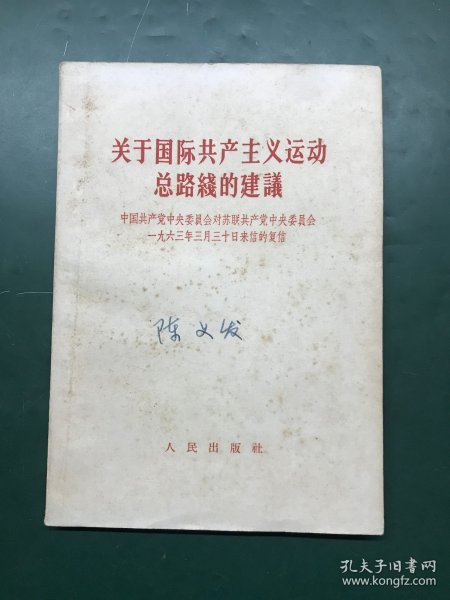 关于国际共产主义运动
总路綫的建議
中国共产党中央委員会对苏联共产党中央委員会
一九六三年三月三十日来信的复信
陈义发
人民出版社
孔夫子旧书网
www.kongfz.com